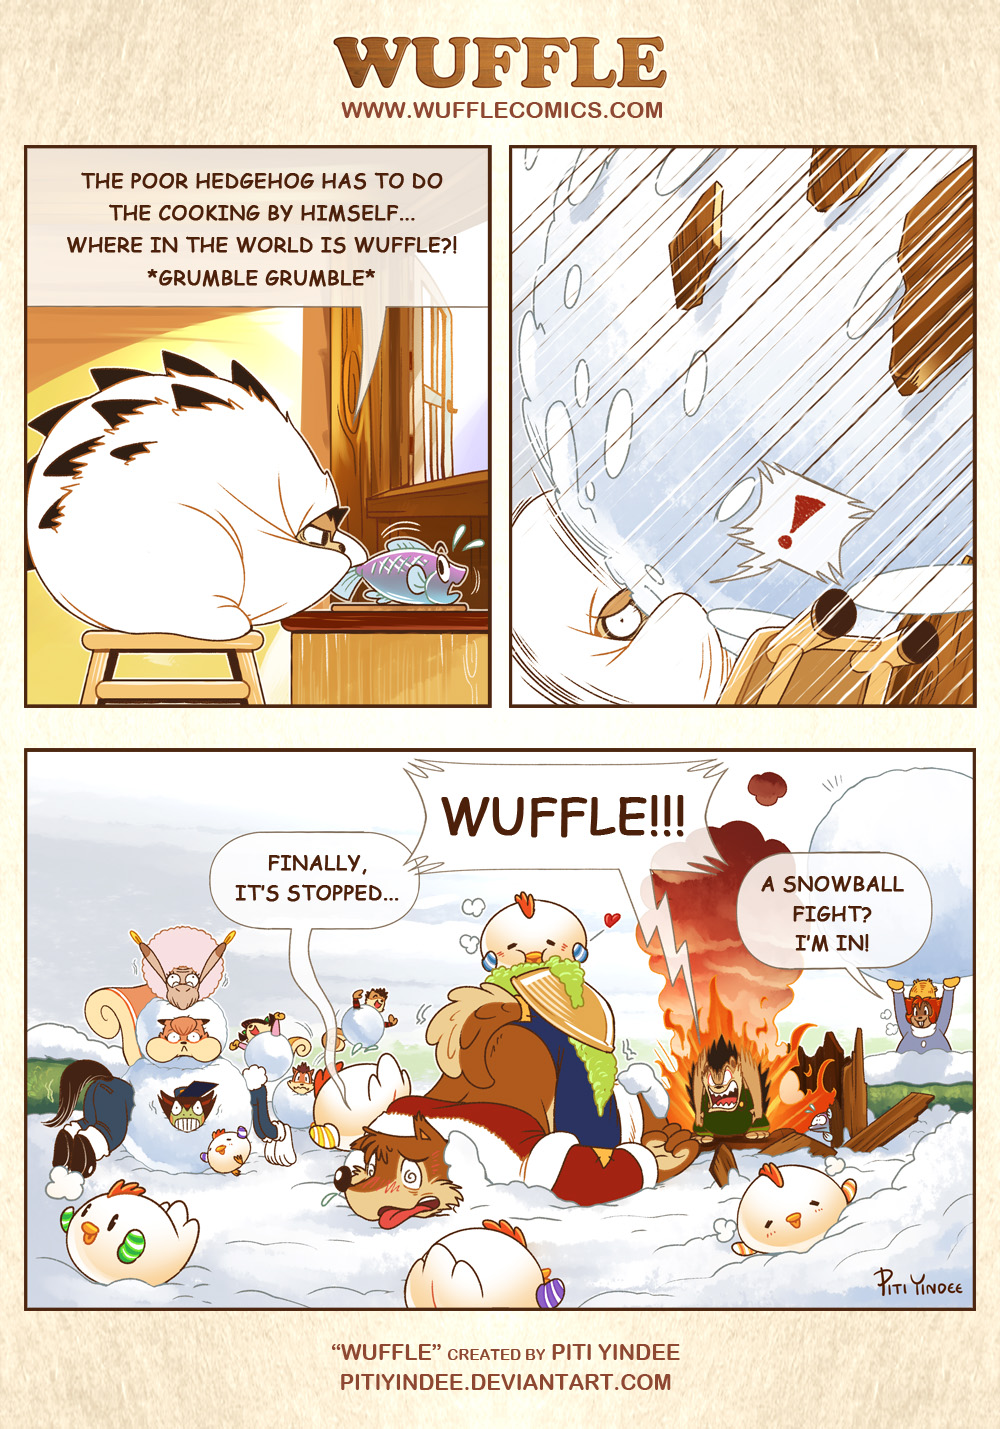 WUFFLE
WWW.WUFFLECOMICS.COM
THE POOR HEDGEHOG HAS TO DO
THE COOKING BY HIMSELF...
WHERE IN THE WORLD IS WUFFLE?!
*GRUMBLE GRUMBLE*
!
WUFFLE!!!
FINALLY,
IT'S STOPPED...
A SNOWBALL
FIGHT?
I'M IN!
PITI YINDEE
"WUFFLE" CREATED BY PITI YINDEE
PITIYINDEE.DEVIANTART.COM